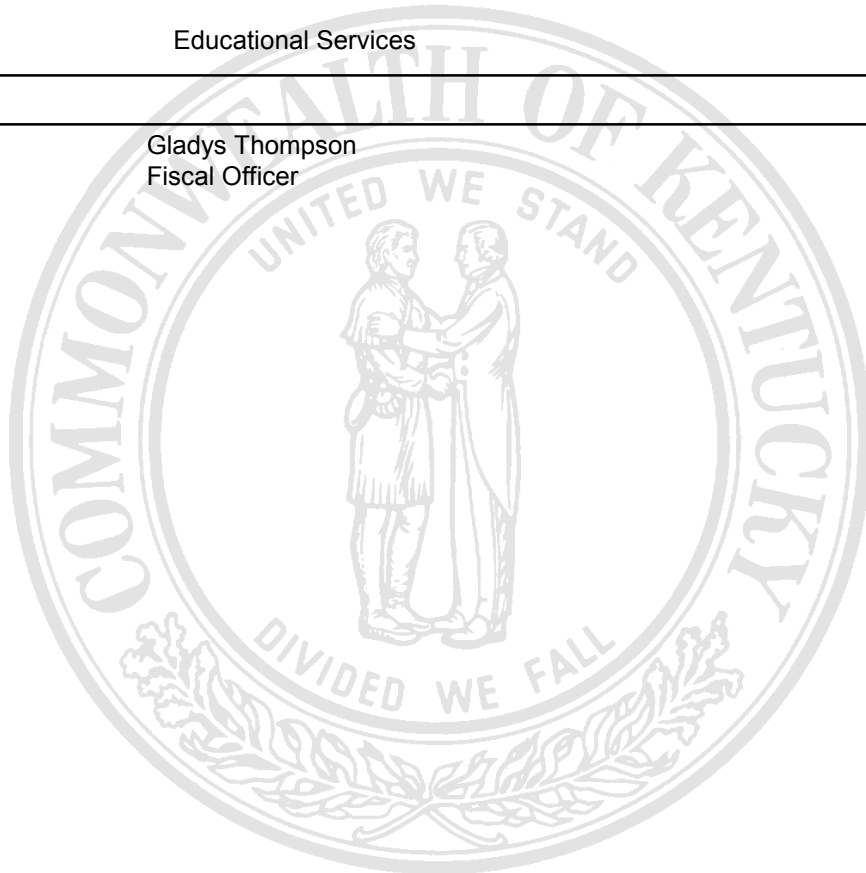 Educational Services
Gladys Thompson
Fiscal Officer
COMMONWEALTH OF KENTUCKY
UNITED WE STAND
DIVIDED WE FALL